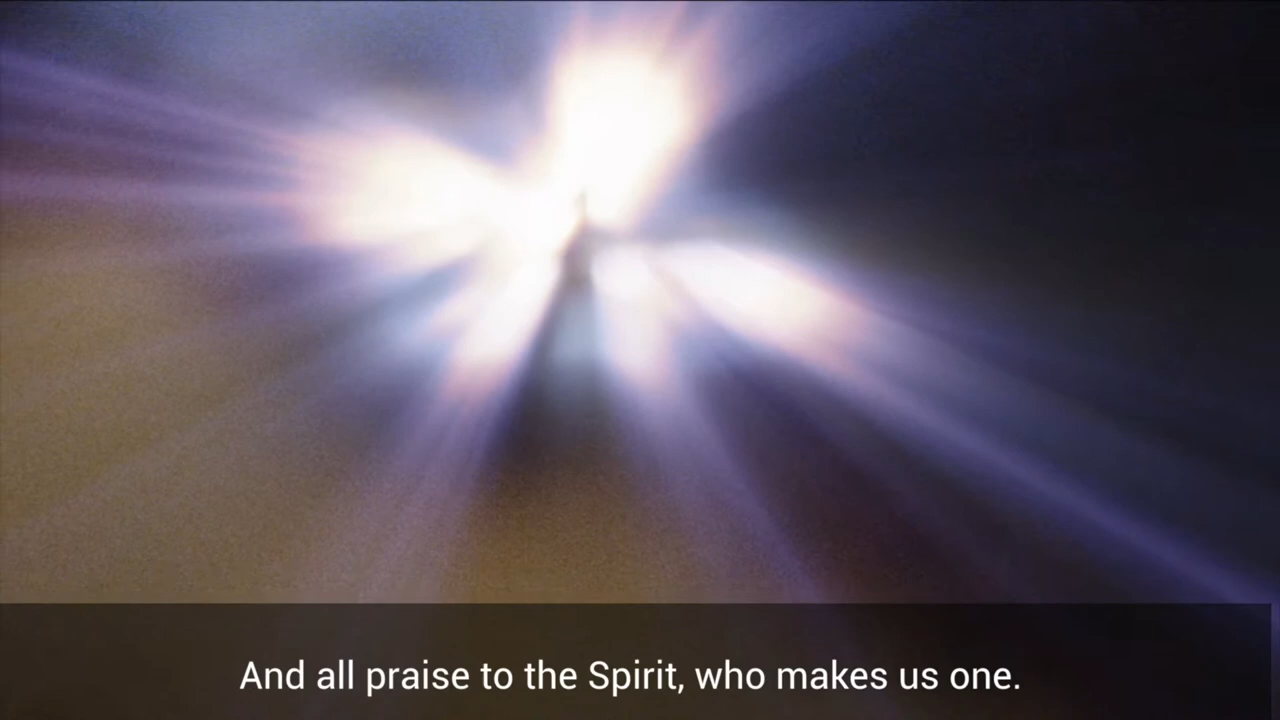 And all praise to the Spirit, who makes us one.